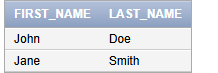 FIRST_NAME LAST_NAME
John Doe
Jane Smith